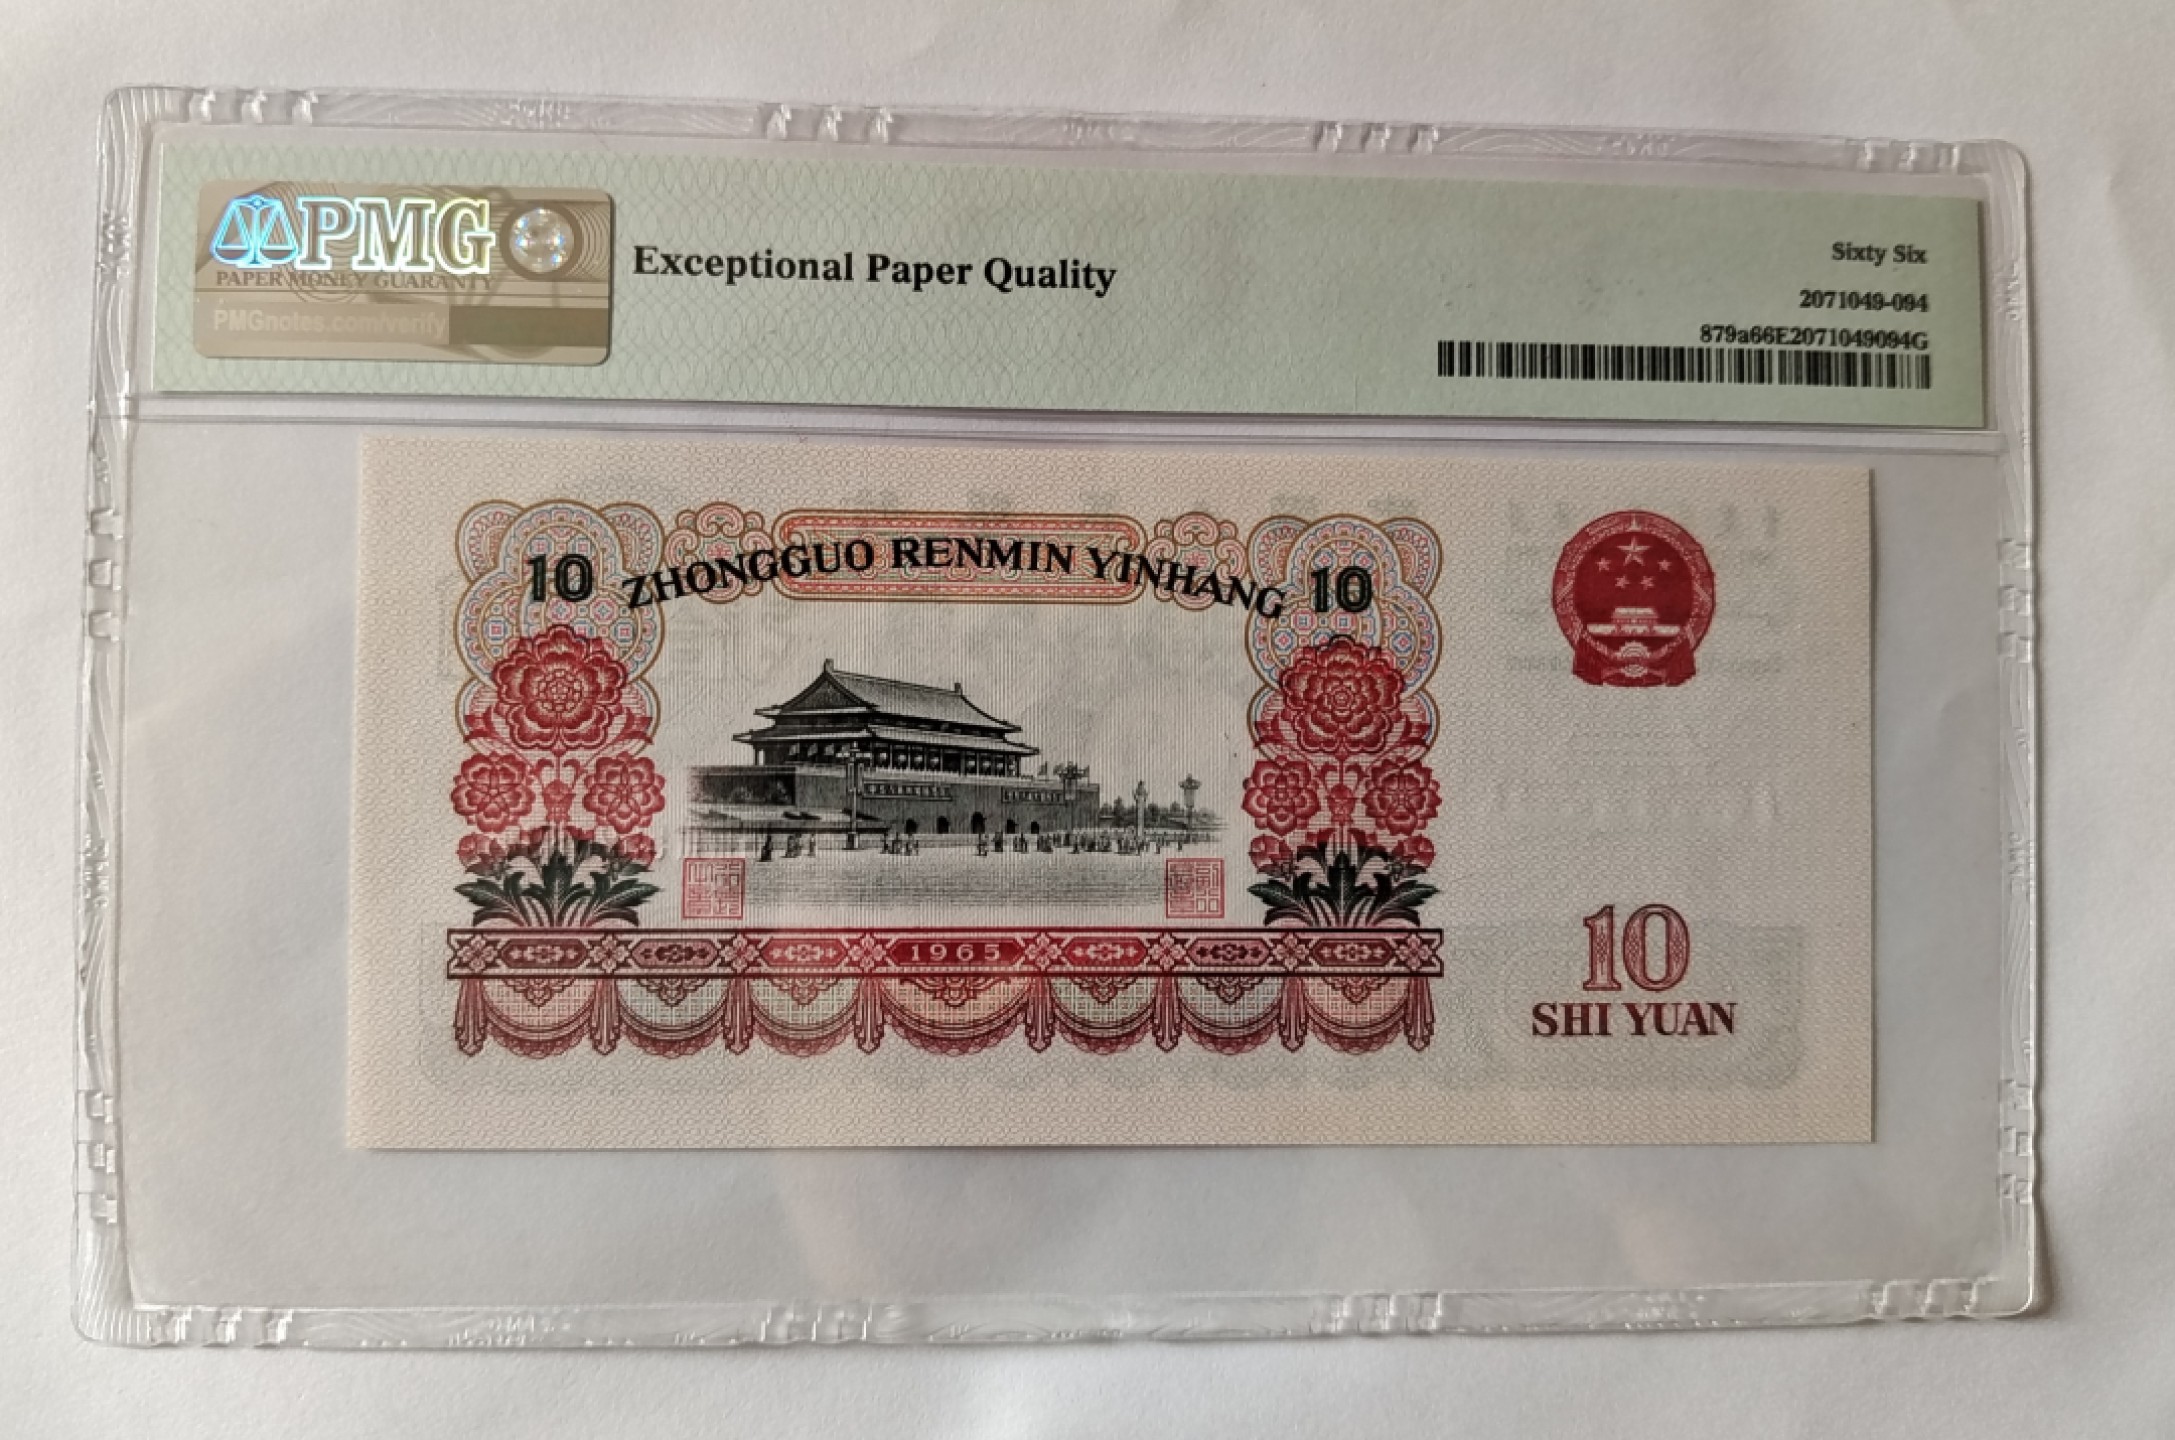 PMG
PAPER MONEY GUARANTY
PMGnotes.com/verify
Exceptional Paper Quality
Sixty Six
2071049-094
879a66E2071049094G
10 ZHONGGUO RENMIN YINHANG 10
1965
10
SHI YUAN